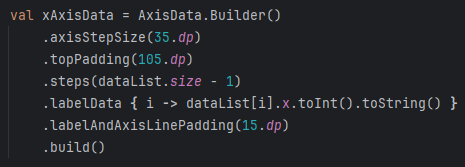 val xAxisData = AxisData.Builder()
.axisStepSize(35.dp)
.topPadding(105.dp)
.steps(dataList.size - 1)
.labelData { i -> dataList[i].x.toInt().toString() }
.labelAndAxisLinePadding(15.dp)
.build()